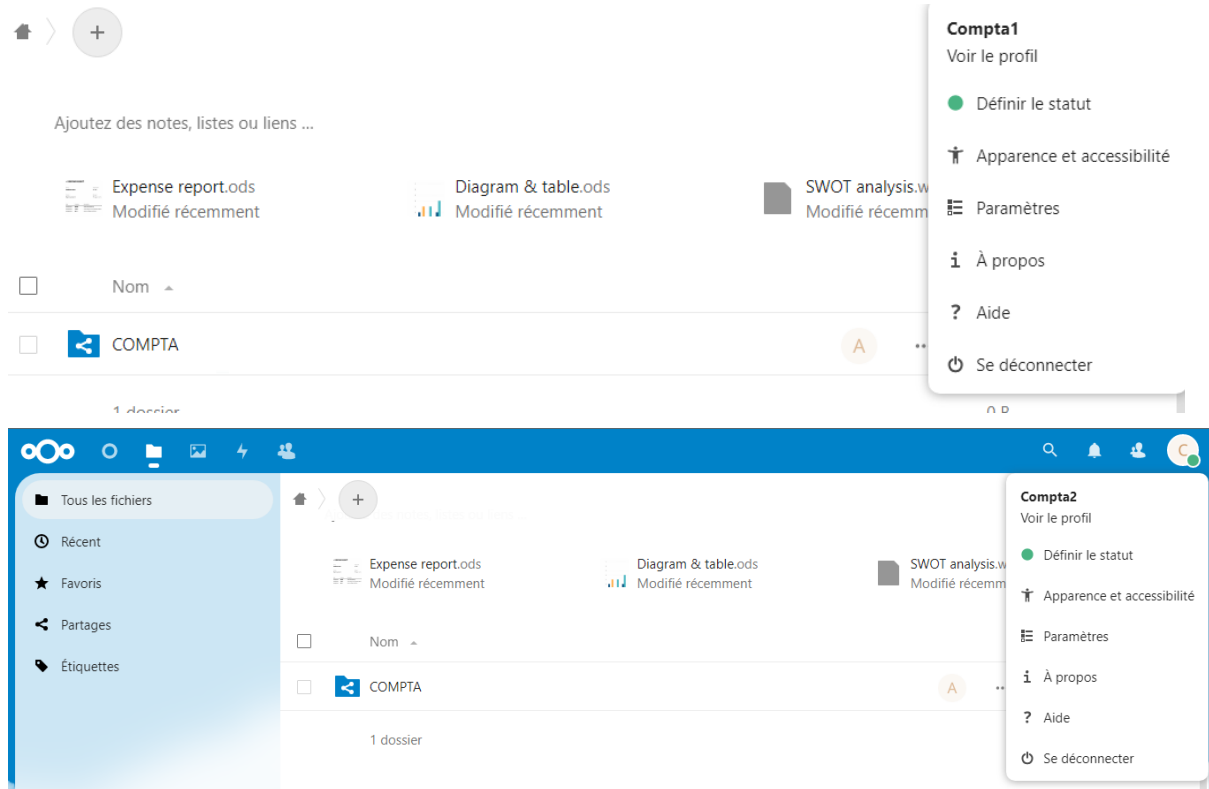 Compta1
Voir le profil
Définir le statut
Ajoutez des notes, listes ou liens ...
Apparence et accessibilité
Expense report.ods
Modifié récemment
Diagram & table.ods
Modifié récemment
SWOT analysis.w
Modifié récemm
Paramètres
À propos
Nom
Aide
COMPTA
A
Se déconnecter
1 dossier
C
Tous les fichiers
Récent
Favoris
Partages
Étiquettes
Expense report.ods
Modifié récemment
Diagram & table.ods
Modifié récemment
SWOT analysis.w
Modifié récemm
Nom
COMPTA
A
1 dossier
Compta2
Voir le profil
Définir le statut
Apparence et accessibilité
Paramètres
À propos
Aide
Se déconnecter